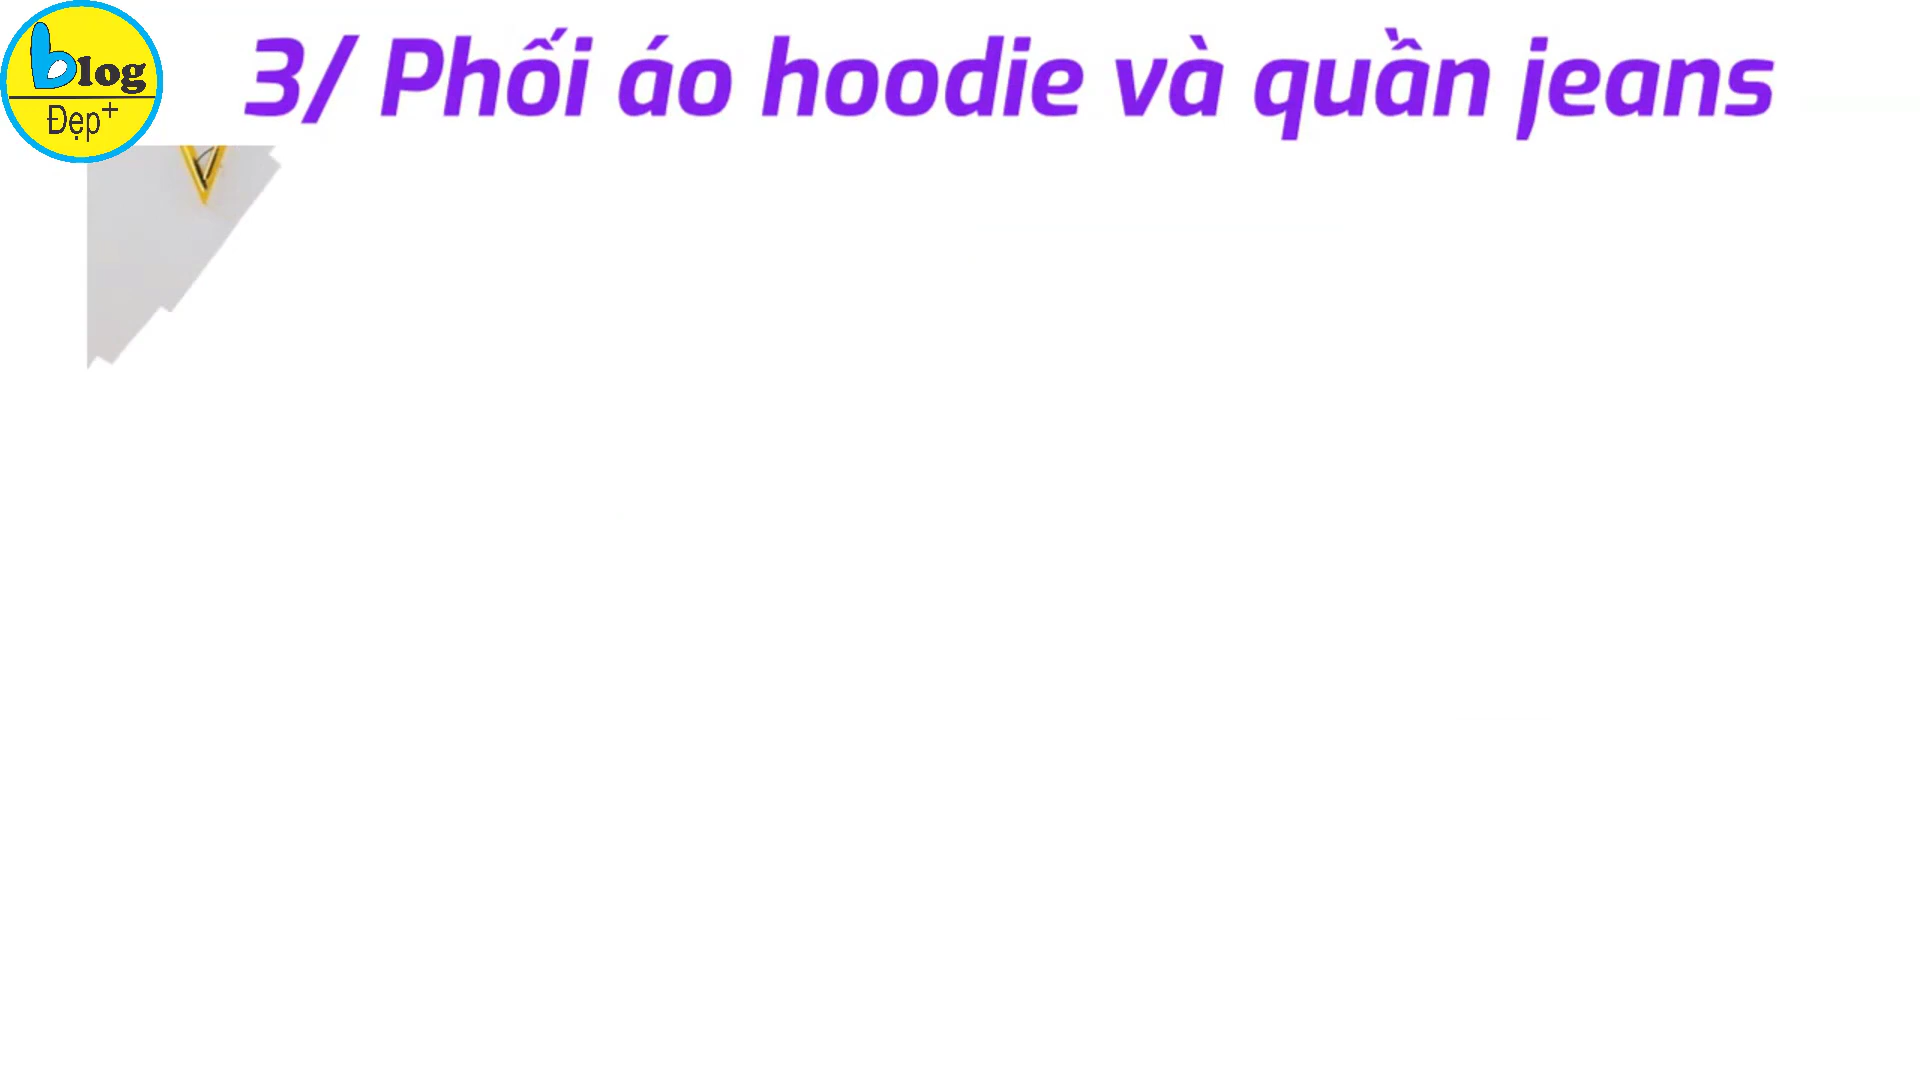 blog
Đẹp+
3/ Phối áo hoodie và quần jeans